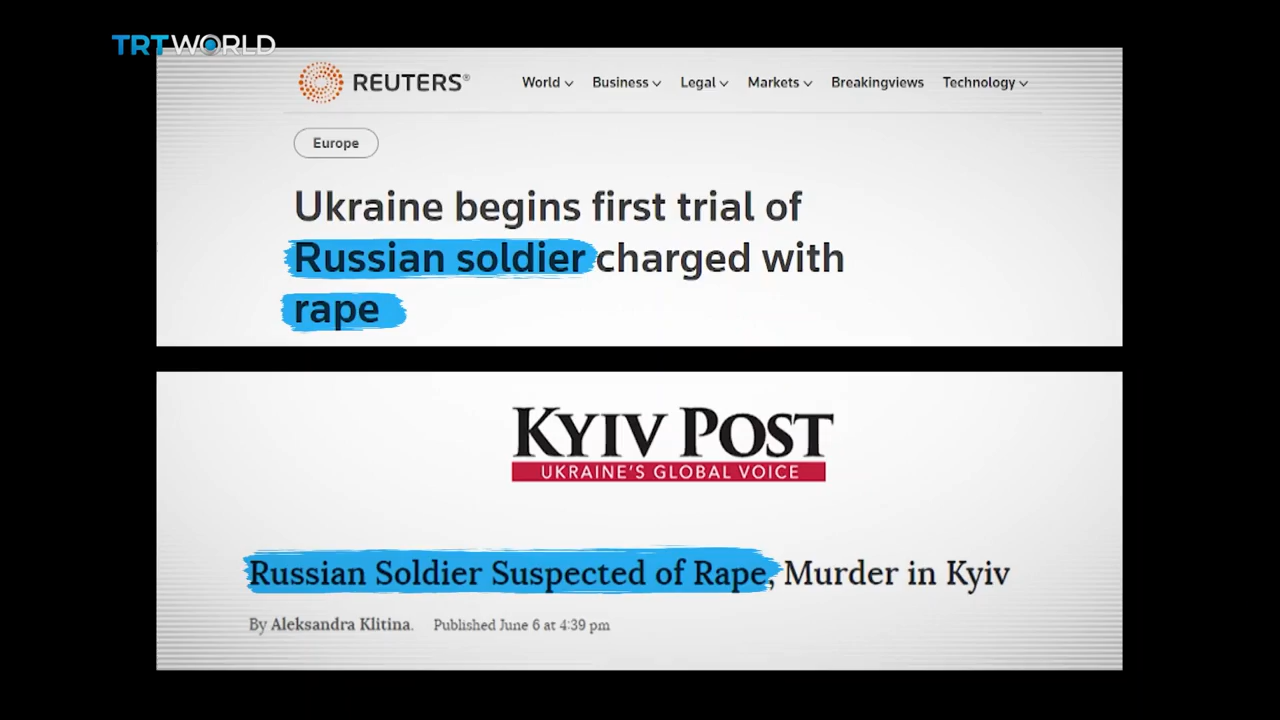 TRT WORLD
REUTERS®
World Business Legal Markets Breakingviews Technology
Europe
Ukraine begins first trial of
Russian soldier charged with
rape
KYIV POST
UKRAINE'S GLOBAL VOICE
Russian Soldier Suspected of Rape, Murder in Kyiv
By Aleksandra Klitina. Published June 6 at 4:39 pm